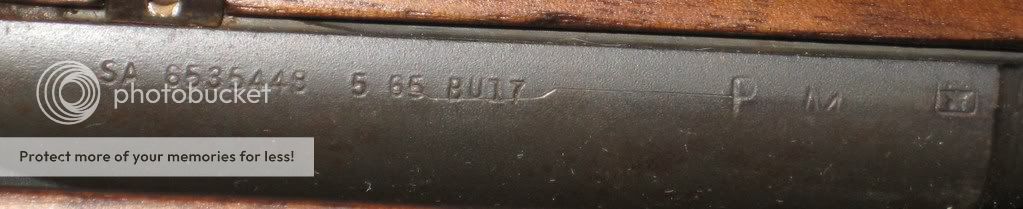 SA 6535448 5 65 BU17 P M
photobucket
Protect more of your memories for less!